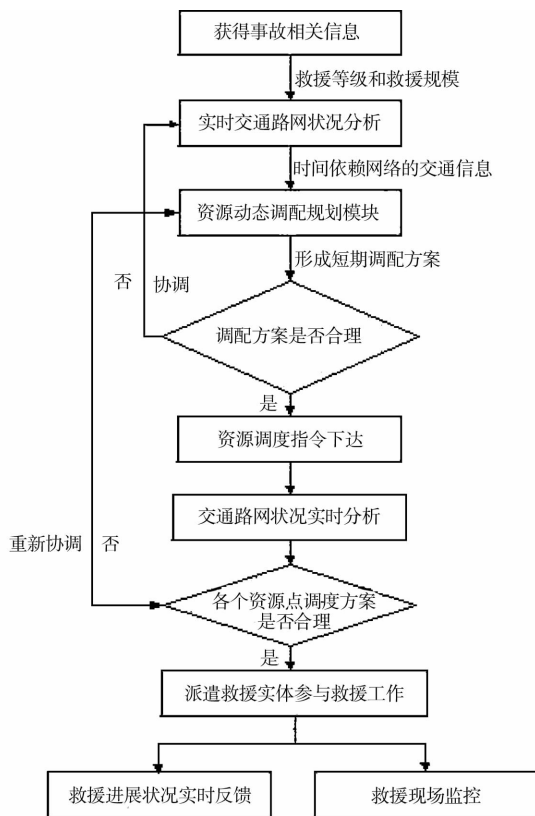 获得事故相关信息
救援等级和救援规模
实时交通路网状况分析
时间依赖网络的交通信息
资源动态调配规划模块
形成短期调配方案
否
协调
调配方案是否合理
是
资源调度指令下达
交通路网状况实时分析
重新协调
否
各个资源点调度方案
是否合理
是
派遣救援实体参与救援工作
救援进展状况实时反馈
救援现场监控